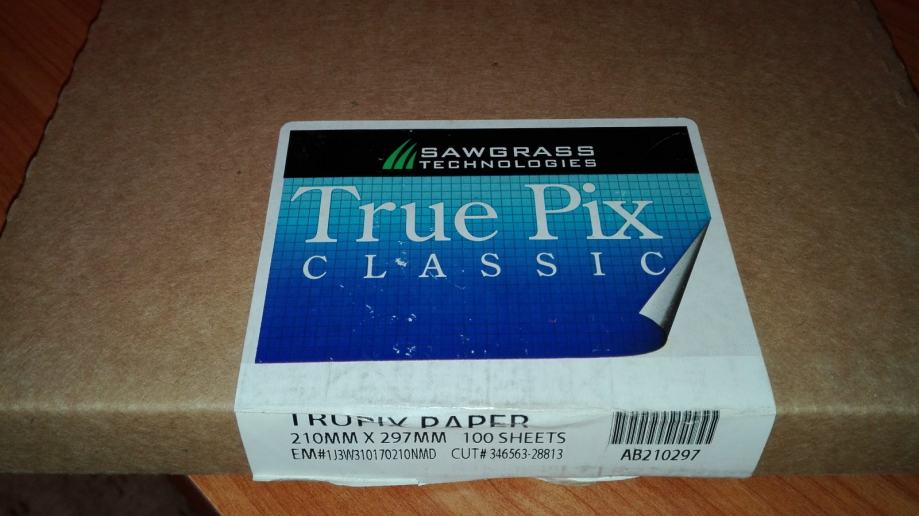 SAWGRASS
TECHNOLOGIES
True Pix
CLASSIC
TRUPIX PAPER
210MM X 297MM 100 SHEETS
EM#1J3W310170210NMD CUT# 346563-28813
AB210297